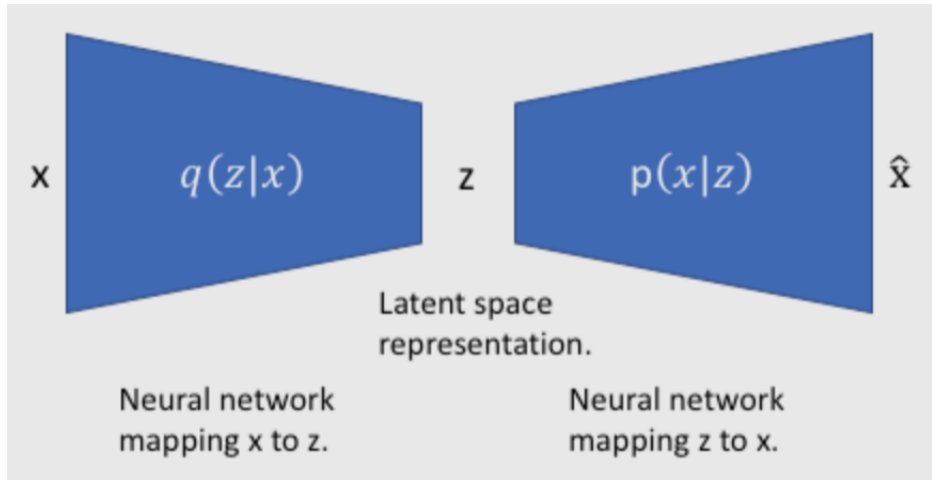 x
q(z|x)
z
p(x|z)
x̂
Latent space
representation.
Neural network
mapping x to z.
Neural network
mapping z to x.